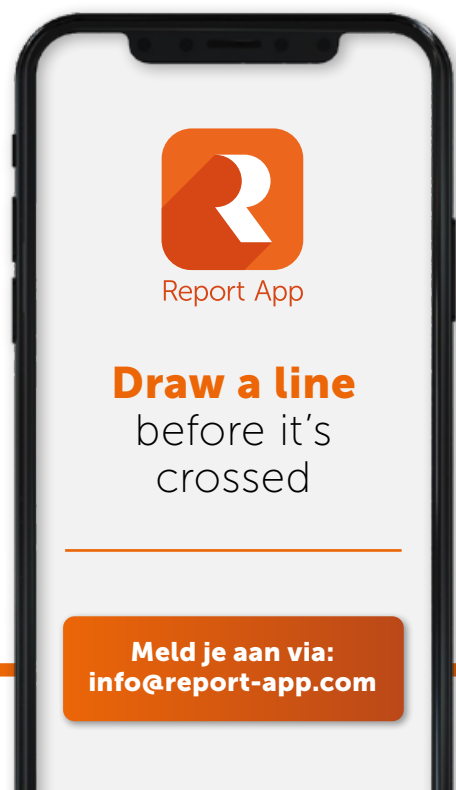 Report App
Draw a line
before it's
crossed
Meld je aan via:
info@report-app.com